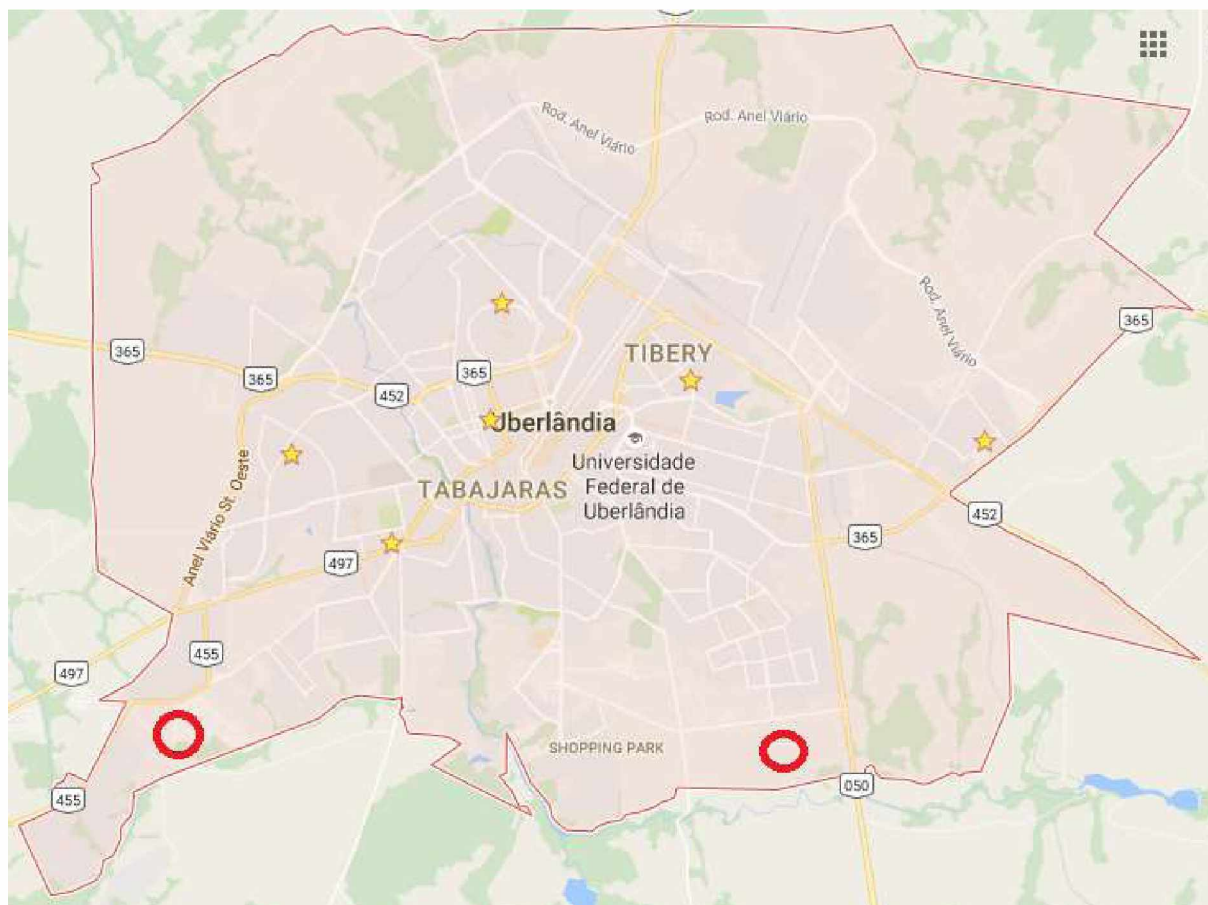 Rod. Anel Viário
Rod. Anel Viário
Rod. Anel Viário
365
365
365
365
452
TIBERY
Uberlândia
Universidade
Federal de
Uberlândia
TABAJARAS
Anel Viário St. Oeste
452
365
497
455
497
SHOPPING PARK
050
455